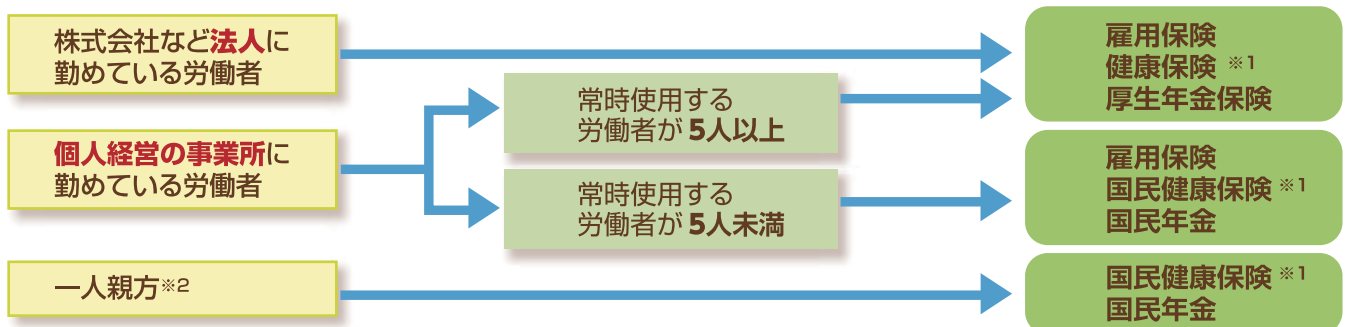 株式会社など法人に
勤めている労働者
雇用保険
健康保険 ※1
厚生年金保険
個人経営の事業所に
勤めている労働者
常時使用する
労働者が 5人以上
常時使用する
労働者が 5人未満
雇用保険
国民健康保険 ※1
国民年金
一人親方※2
国民健康保険 ※1
国民年金